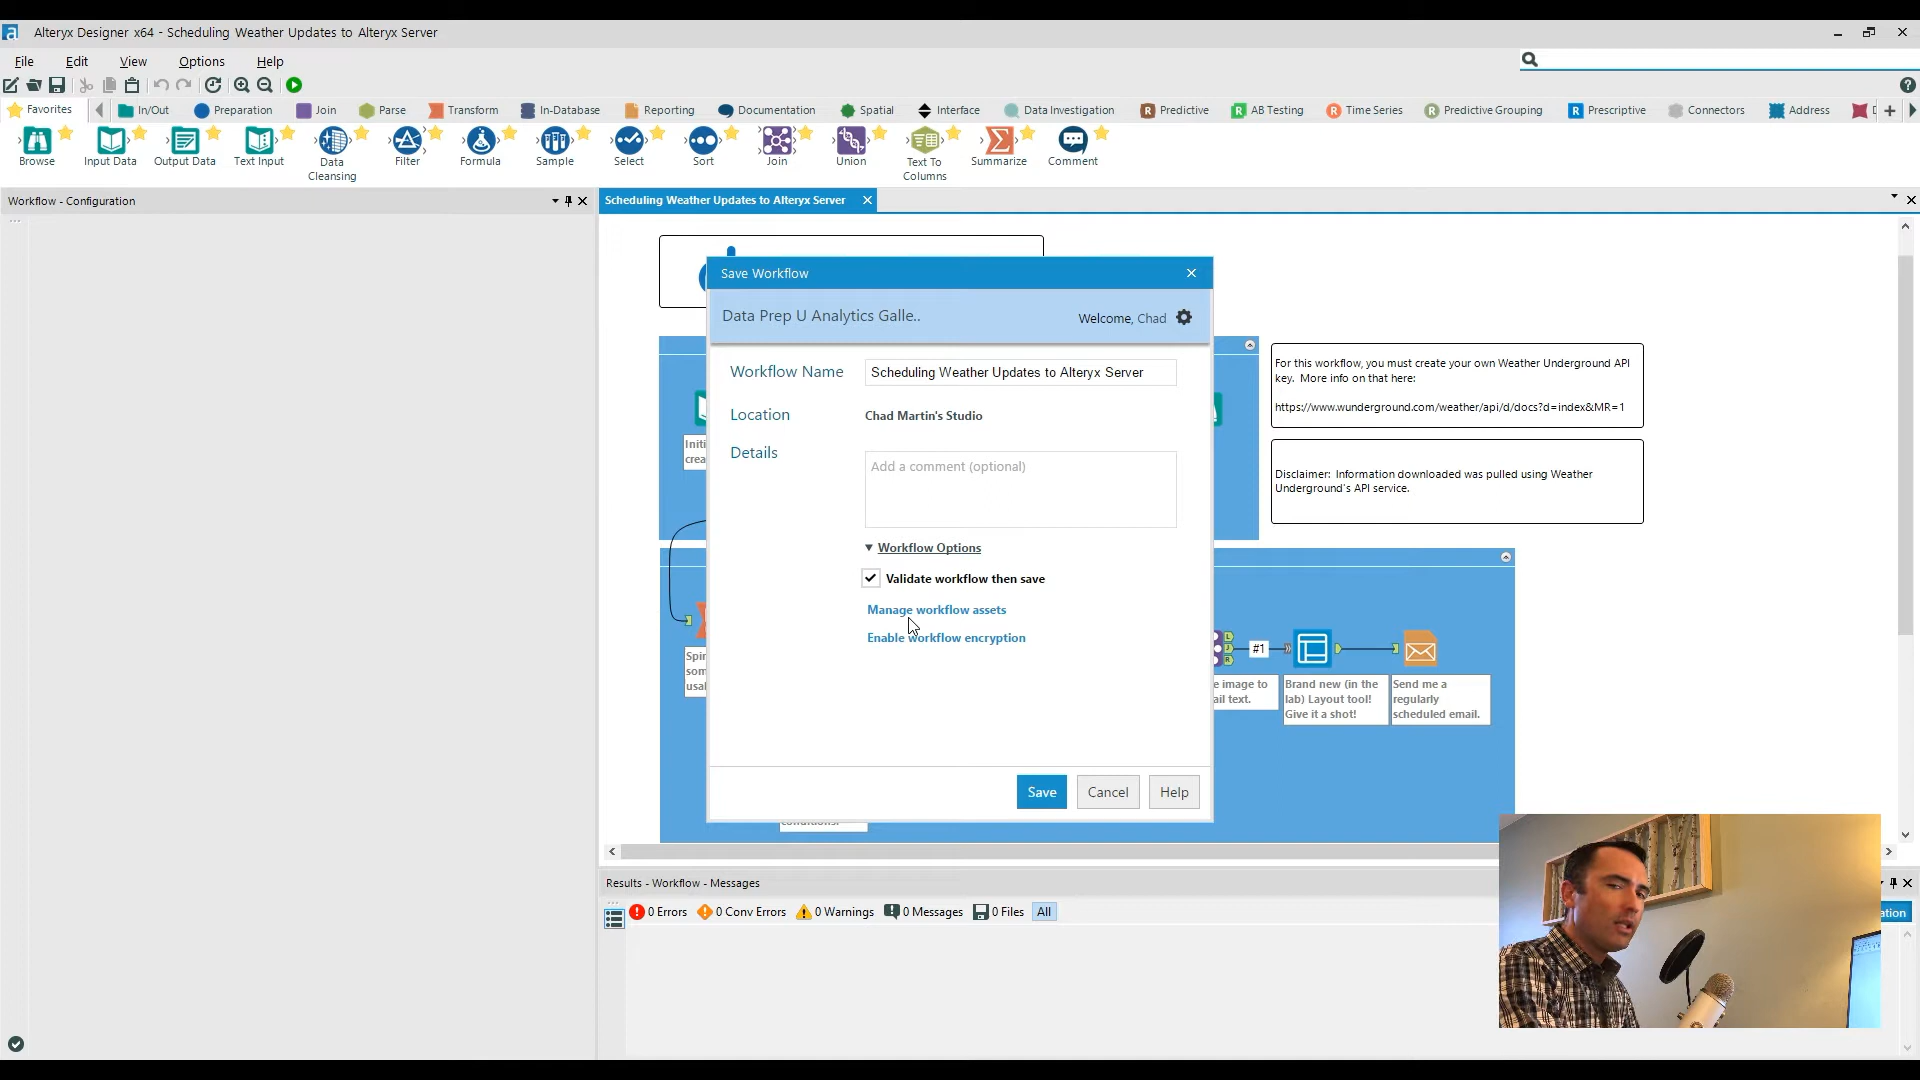 Alteryx Designer x64 - Scheduling Weather Updates to Alteryx Server
File Edit View Options Help
Favorites In/Out Preparation Join Parse Transform In-Database Reporting Documentation Spatial Interface Data Investigation Predictive AB Testing Time Series Predictive Grouping Prescriptive Connectors Address
Browse Input Data Output Data Text Input Data Cleansing Filter Formula Sample Select Sort Join Union Text To Columns Summarize Comment
Workflow - Configuration
Scheduling Weather Updates to Alteryx Server
Save Workflow
Data Prep U Analytics Galle..
Welcome, Chad
Workflow Name
Scheduling Weather Updates to Alteryx Server
Location
Chad Martin's Studio
Details
Add a comment (optional)
Workflow Options
Validate workflow then save
Manage workflow assets
Enable workflow encryption
Save Cancel Help
For this workflow, you must create your own Weather Underground API
key. More info on that here:
https://www.wunderground.com/weather/api/d/docs?d=index&MR=1
Disclaimer: Information downloaded was pulled using Weather
Underground's API service.
L
J
R
#1
e image to
ail text.
Brand new (in the
lab) Layout tool!
Give it a shot!
Send me a
regularly
scheduled email.
Results - Workflow - Messages
0 Errors 0 Conv Errors 0 Warnings 0 Messages 0 Files All